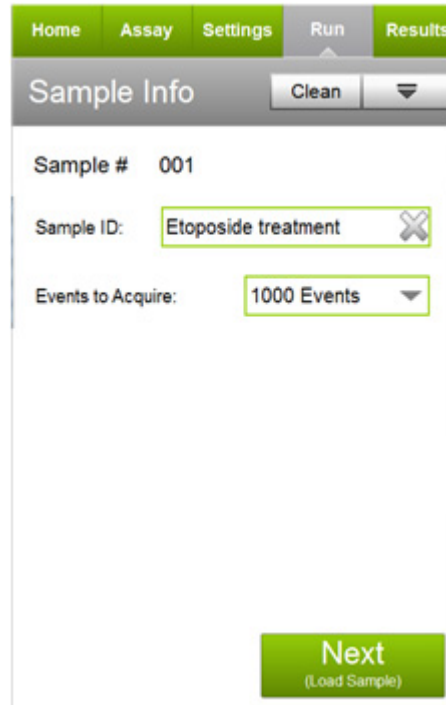 Home Assay Settings Run Results
Sample Info Clean
Sample # 001
Sample ID: Etoposide treatment
Events to Acquire: 1000 Events
Next
(Load Sample)